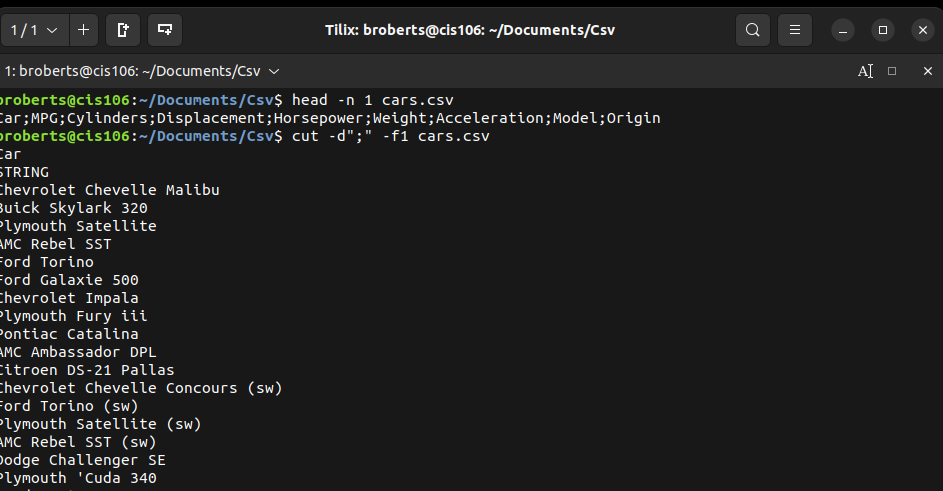 1 / 1
Tilix: broberts@cis106: ~/Documents/Csv
1: broberts@cis106: ~/Documents/Csv
broberts@cis106:~/Documents/Csv$ head -n 1 cars.csv
Car;MPG;Cylinders;Displacement;Horsepower;Weight;Acceleration;Model;Origin
broberts@cis106:~/Documents/Csv$ cut -d";" -f1 cars.csv
Car
STRING
Chevrolet Chevelle Malibu
Buick Skylark 320
Plymouth Satellite
AMC Rebel SST
Ford Torino
Ford Galaxie 500
Chevrolet Impala
Plymouth Fury iii
Pontiac Catalina
AMC Ambassador DPL
Citroen DS-21 Pallas
Chevrolet Chevelle Concours (sw)
Ford Torino (sw)
Plymouth Satellite (sw)
AMC Rebel SST (sw)
Dodge Challenger SE
Plymouth 'Cuda 340